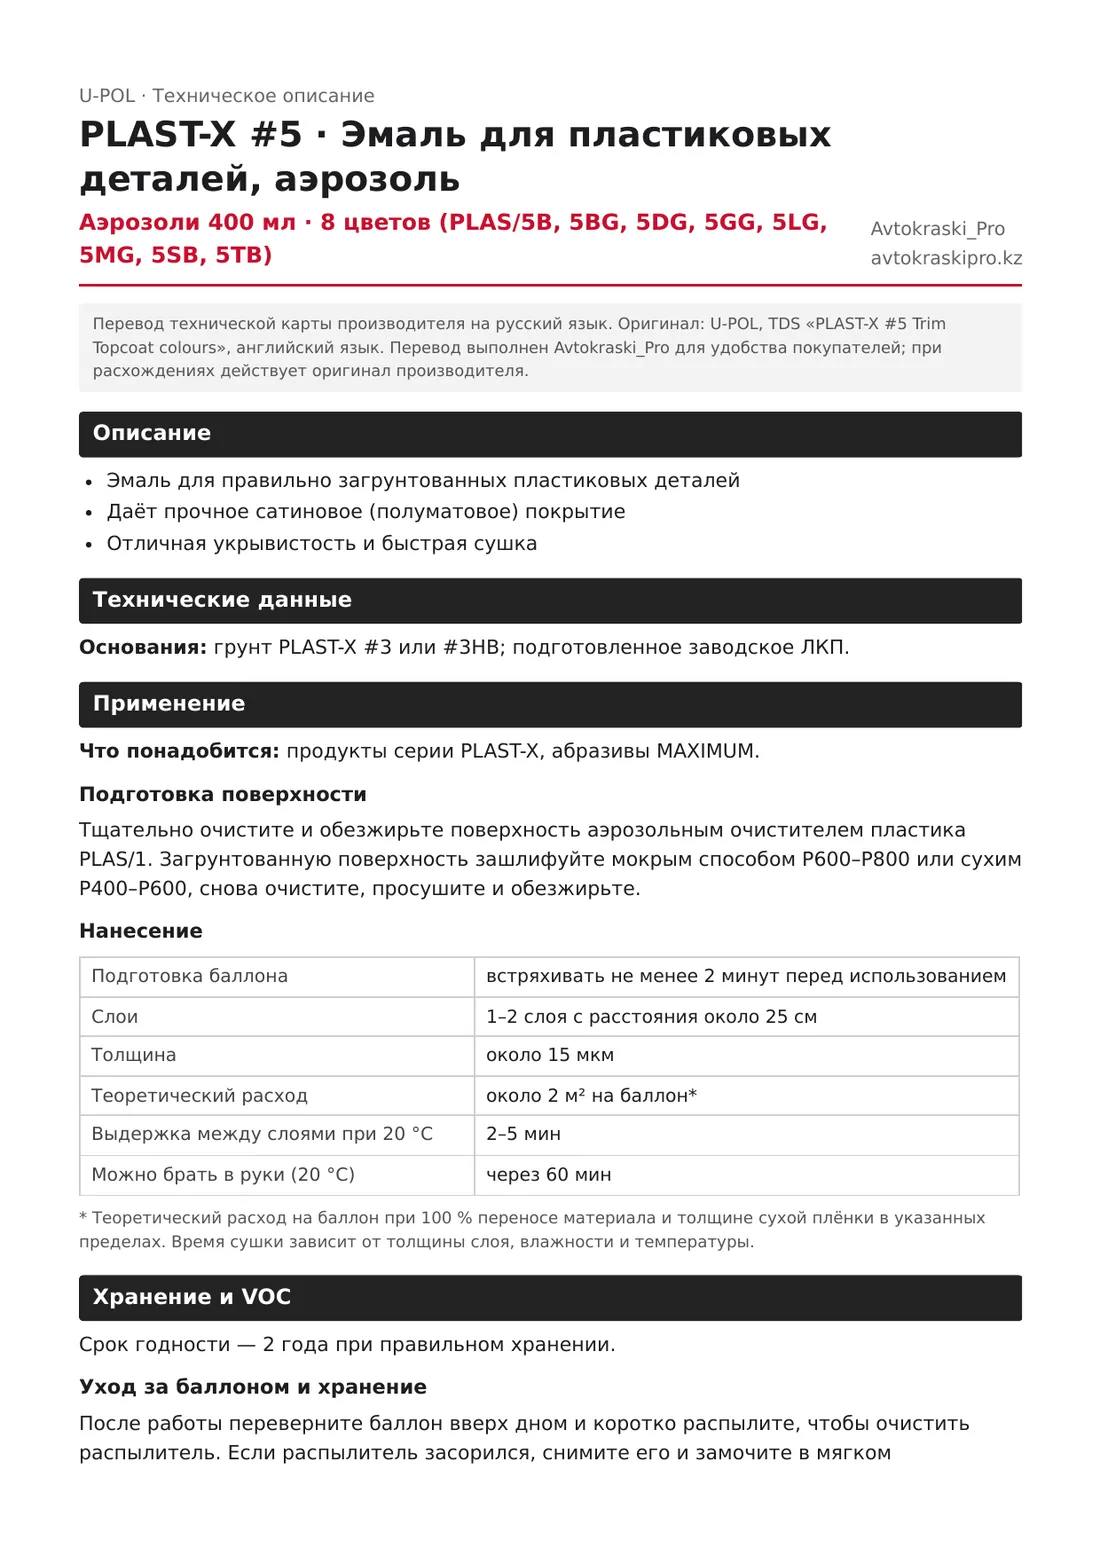 U-POL · Техническое описание
PLAST-X #5 · Эмаль для пластиковых
деталей, аэрозоль
Аэрозоли 400 мл · 8 цветов (PLAS/5B, 5BG, 5DG, 5GG, 5LG,
5MG, 5SB, 5TB)
Avtokraski_Pro
avtokraskipro.kz
Перевод технической карты производителя на русский язык. Оригинал: U-POL, TDS «PLAST-X #5 Trim
Topcoat colours», английский язык. Перевод выполнен Avtokraski_Pro для удобства покупателей; при
расхождениях действует оригинал производителя.
Описание
• Эмаль для правильно загрунтованных пластиковых деталей
• Даёт прочное сатиновое (полуматовое) покрытие
• Отличная укрывистость и быстрая сушка
Технические данные
Основания: грунт PLAST-X #3 или #3HB; подготовленное заводское ЛКП.
Применение
Что понадобится: продукты серии PLAST-X, абразивы MAXIMUM.
Подготовка поверхности
Тщательно очистите и обезжирьте поверхность аэрозольным очистителем пластика
PLAS/1. Загрунтованную поверхность зашлифуйте мокрым способом P600–P800 или сухим
P400–P600, снова очистите, просушите и обезжирьте.
Нанесение
Подготовка баллона встряхивать не менее 2 минут перед использованием
Слои 1–2 слоя с расстояния около 25 см
Толщина около 15 мкм
Теоретический расход около 2 м² на баллон*
Выдержка между слоями при 20 °C 2–5 мин
Можно брать в руки (20 °C) через 60 мин
* Теоретический расход на баллон при 100 % переносе материала и толщине сухой плёнки в указанных
пределах. Время сушки зависит от толщины слоя, влажности и температуры.
Хранение и VOC
Срок годности — 2 года при правильном хранении.
Уход за баллоном и хранение
После работы переверните баллон вверх дном и коротко распылите, чтобы очистить
распылитель. Если распылитель засорился, снимите его и замочите в мягком